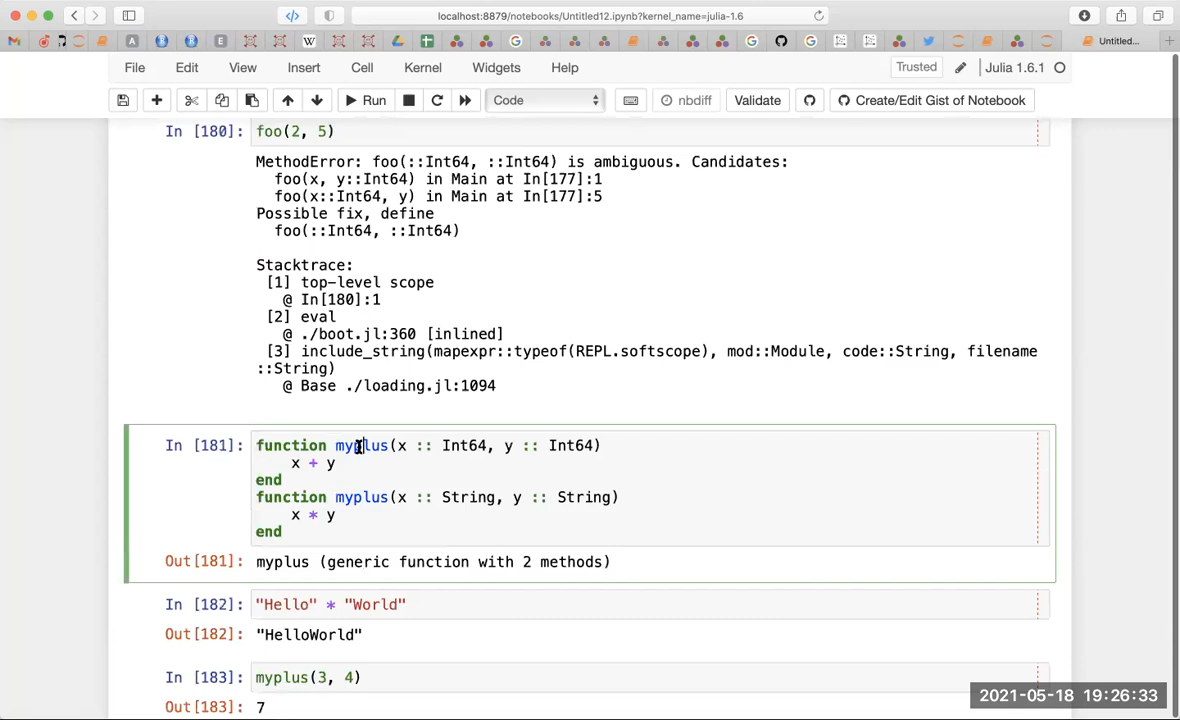 localhost:8879/notebooks/Untitled12.ipynb?kernel_name=julia-1.6
Untitled...
File Edit View Insert Cell Kernel Widgets Help Trusted Julia 1.6.1
Run Code nbdiff Validate Create/Edit Gist of Notebook
In [180]: foo(2, 5)
MethodError: foo(::Int64, ::Int64) is ambiguous. Candidates:
foo(x, y::Int64) in Main at In[177]:1
foo(x::Int64, y) in Main at In[177]:5
Possible fix, define
foo(::Int64, ::Int64)
Stacktrace:
[1] top-level scope
@ In[180]:1
[2] eval
@ ./boot.jl:360 [inlined]
[3] include_string(mapexpr::typeof(REPL.softscope), mod::Module, code::String, filename
::String)
@ Base ./loading.jl:1094
In [181]: function myplus(x :: Int64, y :: Int64)
x + y
end
function myplus(x :: String, y :: String)
x * y
end
Out[181]: myplus (generic function with 2 methods)
In [182]: "Hello" * "World"
Out[182]: "HelloWorld"
In [183]: myplus(3, 4)
Out[183]: 7
2021-05-18 19:26:33